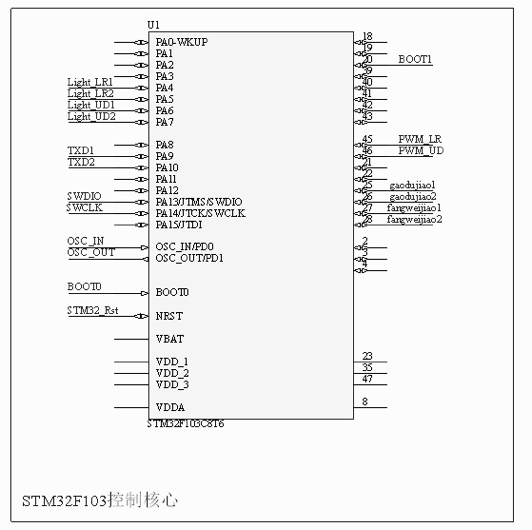 U1
PA0-WKUP 18
PA1 19
PA2 20 BOOT1
PA3 39
Light_LR1 PA4 40
Light_LR2 PA5 41
Light_UD1 PA6 42
Light_UD2 PA7 43
PA8 45 PWM_LR
TXD1 PA9 46 PWM_UD
TXD2 PA10 21
PA11 22
PA12 25 gaodujiao1
SWDIO PA13/JTMS/SWDIO 26 gaodujiao2
SWCLK PA14/JTCK/SWCLK 27 fangweijiao1
PA15/JTDI 28 fangweijiao2
OSC_IN OSC_IN/PD0 2
OSC_OUT OSC_OUT/PD1 3
4
BOOT0 BOOT0
STM32_Rst NRST
VBAT
VDD_1 23
VDD_2 35
VDD_3 47
VDDA 8
STM32F103C8T6
STM32F103控制核心